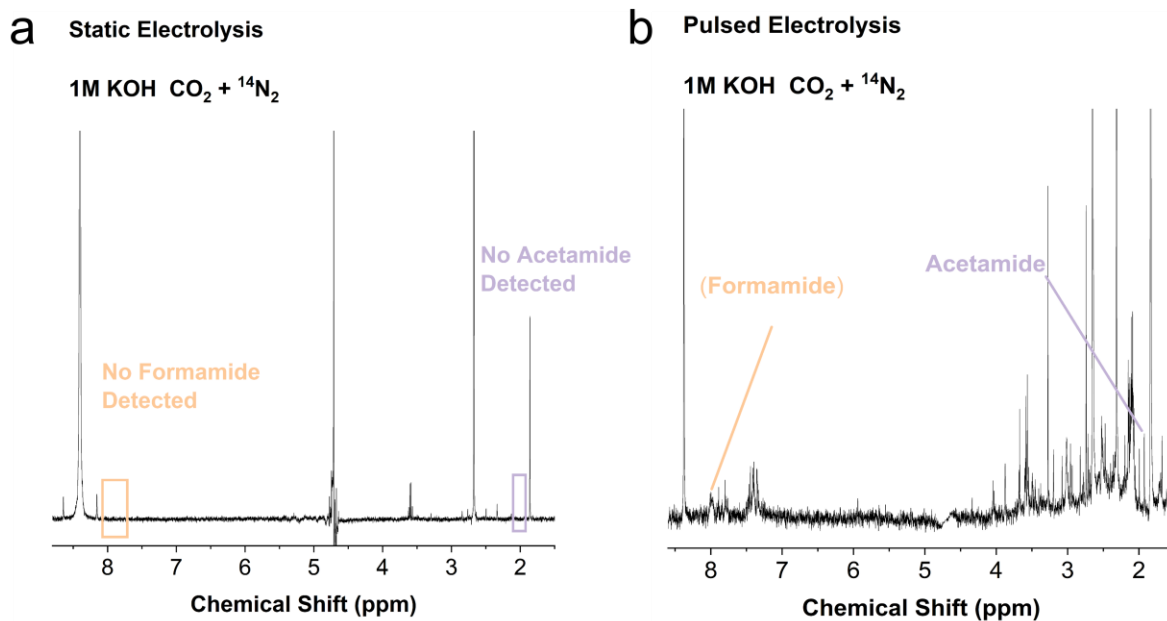 a
Static Electrolysis
1M KOH CO₂ + ¹⁴N₂
No Formamide
Detected
No Acetamide
Detected
8 7 6 5 4 3 2
Chemical Shift (ppm)
b
Pulsed Electrolysis
1M KOH CO₂ + ¹⁴N₂
(Formamide)
Acetamide
8 7 6 5 4 3 2
Chemical Shift (ppm)